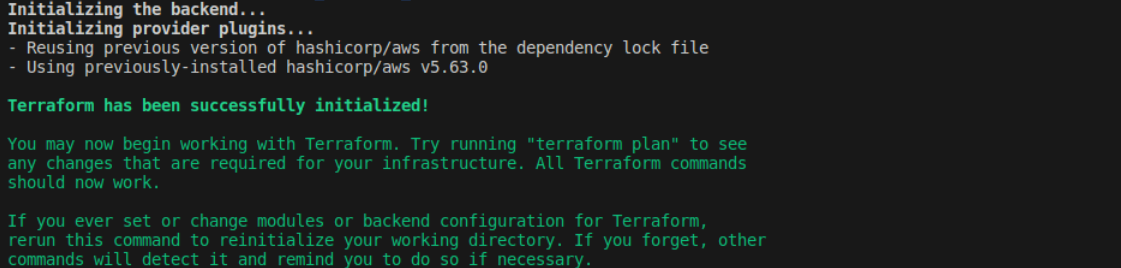 Initializing the backend...
Initializing provider plugins...
- Reusing previous version of hashicorp/aws from the dependency lock file
- Using previously-installed hashicorp/aws v5.63.0
Terraform has been successfully initialized!
You may now begin working with Terraform. Try running "terraform plan" to see
any changes that are required for your infrastructure. All Terraform commands
should now work.
If you ever set or change modules or backend configuration for Terraform,
rerun this command to reinitialize your working directory. If you forget, other
commands will detect it and remind you to do so if necessary.